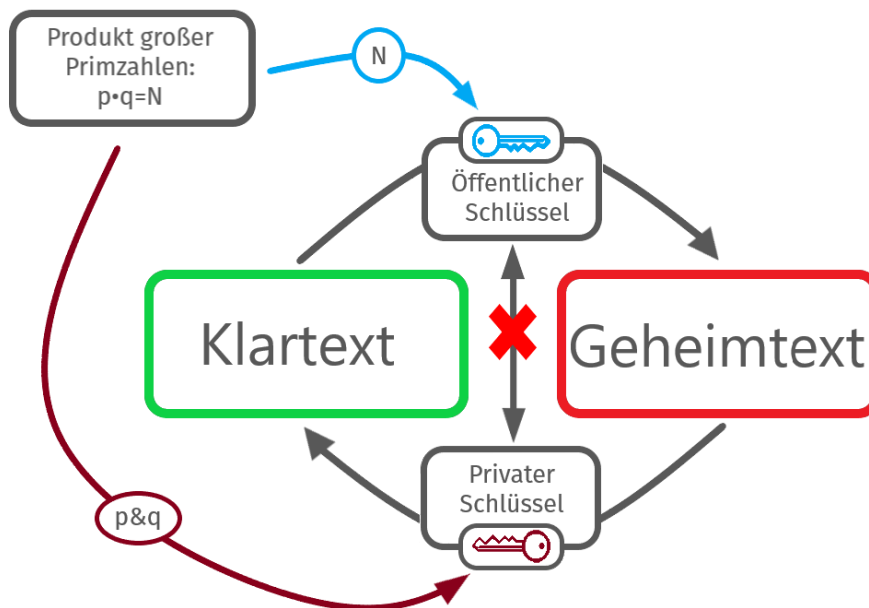 Produkt großer
Primzahlen:
p•q=N
N
Öffentlicher
Schlüssel
Klartext
Geheimtext
Privater
Schlüssel
p&q